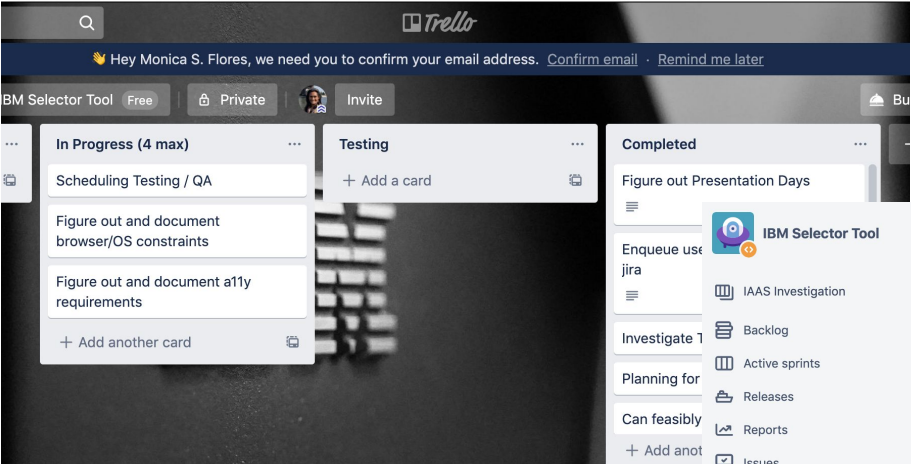 Trello
👋 Hey Monica S. Flores, we need you to confirm your email address. Confirm email · Remind me later
IBM Selector Tool Free
Private
Invite
Bu
In Progress (4 max)
Scheduling Testing / QA
Figure out and document
browser/OS constraints
Figure out and document a11y
requirements
+ Add another card
Testing
+ Add a card
Completed
Figure out Presentation Days
Enqueue use
jira
Investigate
Planning for
Can feasibly
+ Add anot
IBM Selector Tool
IAAS Investigation
Backlog
Active sprints
Releases
Reports
Issues